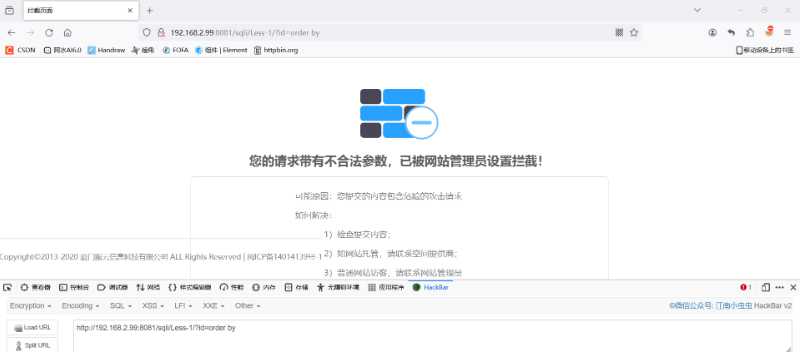 拦截页面
192.168.2.99:8081/sqli/Less-1/?id=order by
CSDN 阿水AI6.0 Handraw 棱角 FOFA 组件 | Element httpbin.org 移动设备上的书签
您的请求带有不合法参数，已被网站管理员设置拦截！
可能原因：您提交的内容包含危险的攻击请求
如何解决：
1）检查提交内容；
2）如网站托管，请联系空间提供商；
3）普通网站访客，请联系网站管理员
Copyright©2013-2020 厦门服云信息科技有限公司 ALL Rights Reserved | 闽ICP备14014139号-1
查看器 控制台 调试器 网络 样式编辑器 性能 内存 存储 无障碍环境 应用程序 HackBar 1
Encryption Encoding SQL XSS LFI XXE Other ©微信公众号: 江南小虫虫 HackBar v2
Load URL http://192.168.2.99:8081/sqli/Less-1/?id=order by
Split URL